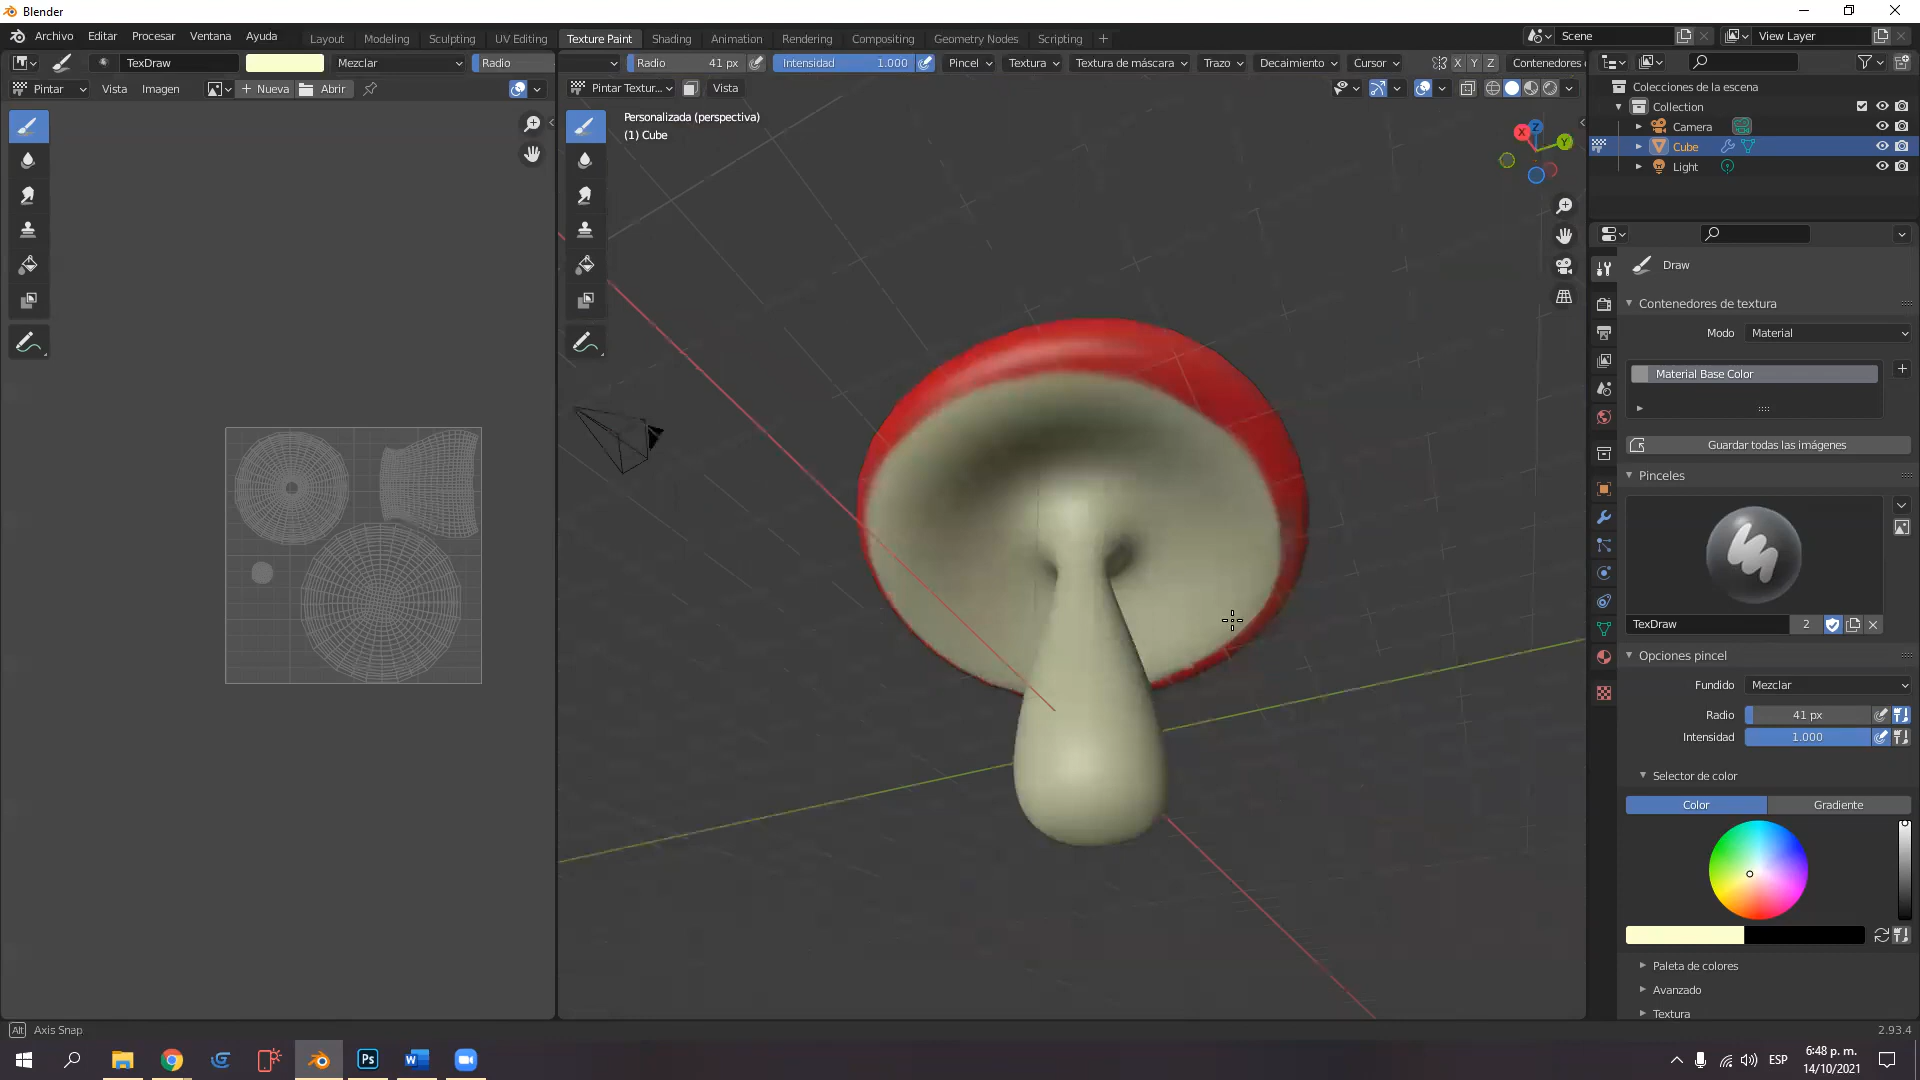 Blender
Archivo Editar Procesar Ventana Ayuda Layout Modeling Sculpting UV Editing Texture Paint Shading Animation Rendering Compositing Geometry Nodes Scripting + Scene View Layer
TexDraw Mezclar Radio Radio 41 px Intensidad 1.000 Pincel Textura Textura de máscara Trazo Decaimiento Cursor X Y Z Contenedores
Pintar Vista Imagen + Nueva Abrir Pintar Textur... Vista
Personalizada (perspectiva)
(1) Cube
X Z Y
Colecciones de la escena
Collection
Camera
Cube
Light
Draw
Contenedores de textura
Modo Material
Material Base Color
Guardar todas las imágenes
Pinceles
TexDraw 2
Opciones pincel
Fundido Mezclar
Radio 41 px
Intensidad 1.000
Selector de color
Color Gradiente
Paleta de colores
Avanzado
Textura
Alt Axis Snap 2.93.4
Ps W ESP 6:48 p. m.
14/10/2021